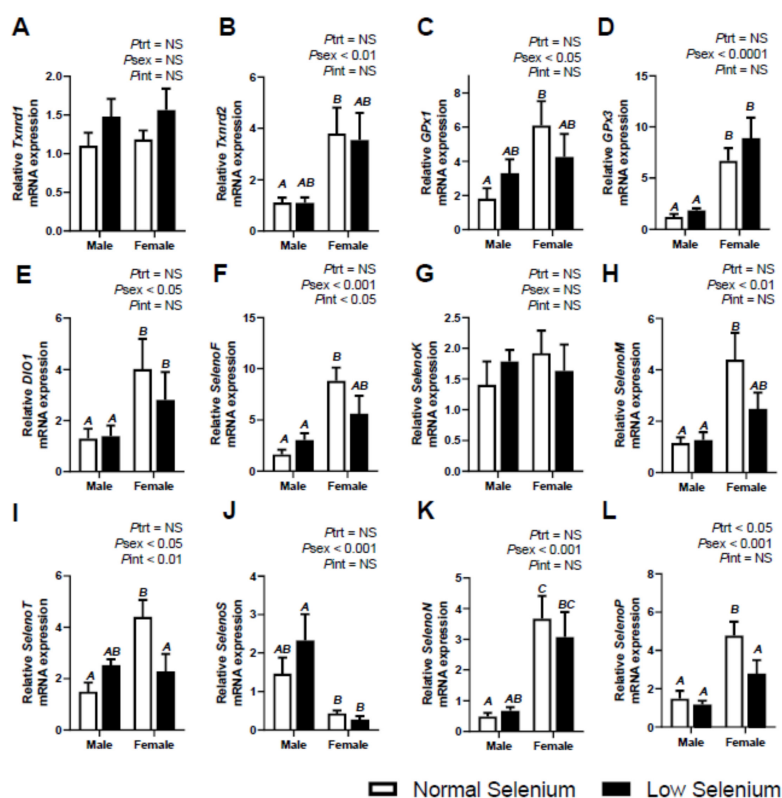 A
Ptrt = NS
Psex = NS
Pint = NS
Relative Txnrd1
mRNA expression
2.0
1.5
1.0
0.5
0.0
Male
Female
B
Ptrt = NS
Psex < 0.01
Pint = NS
Relative Txnrd2
mRNA expression
6
4
2
0
A
AB
B
AB
Male
Female
C
Ptrt = NS
Psex < 0.05
Pint = NS
Relative GPx1
mRNA expression
8
6
4
2
0
A
AB
B
AB
Male
Female
D
Ptrt = NS
Psex < 0.0001
Pint = NS
Relative GPx3
mRNA expression
15
10
5
0
A
A
B
B
Male
Female
E
Ptrt = NS
Psex < 0.05
Pint = NS
Relative DIO1
mRNA expression
6
4
2
0
A
A
B
B
Male
Female
F
Ptrt = NS
Psex < 0.001
Pint < 0.05
Relative SelenoF
mRNA expression
15
10
5
0
A
A
B
AB
Male
Female
G
Ptrt = NS
Psex = NS
Pint = NS
Relative SelenoK
mRNA expression
2.5
2.0
1.5
1.0
0.5
0.0
Male
Female
H
Ptrt = NS
Psex < 0.01
Pint = NS
Relative SelenoM
mRNA expression
6
4
2
0
A
A
B
AB
Male
Female
I
Ptrt = NS
Psex < 0.05
Pint < 0.01
Relative SelenoT
mRNA expression
6
4
2
0
A
AB
B
A
Male
Female
J
Ptrt = NS
Psex < 0.001
Pint = NS
Relative SelenoS
mRNA expression
4
3
2
1
0
AB
A
B
B
Male
Female
K
Ptrt = NS
Psex < 0.001
Pint = NS
Relative SelenoN
mRNA expression
5
4
3
2
1
0
A
AB
C
BC
Male
Female
L
Ptrt < 0.05
Psex < 0.001
Pint = NS
Relative SelenoP
mRNA expression
8
6
4
2
0
A
A
B
A
Male
Female
Normal Selenium
Low Selenium